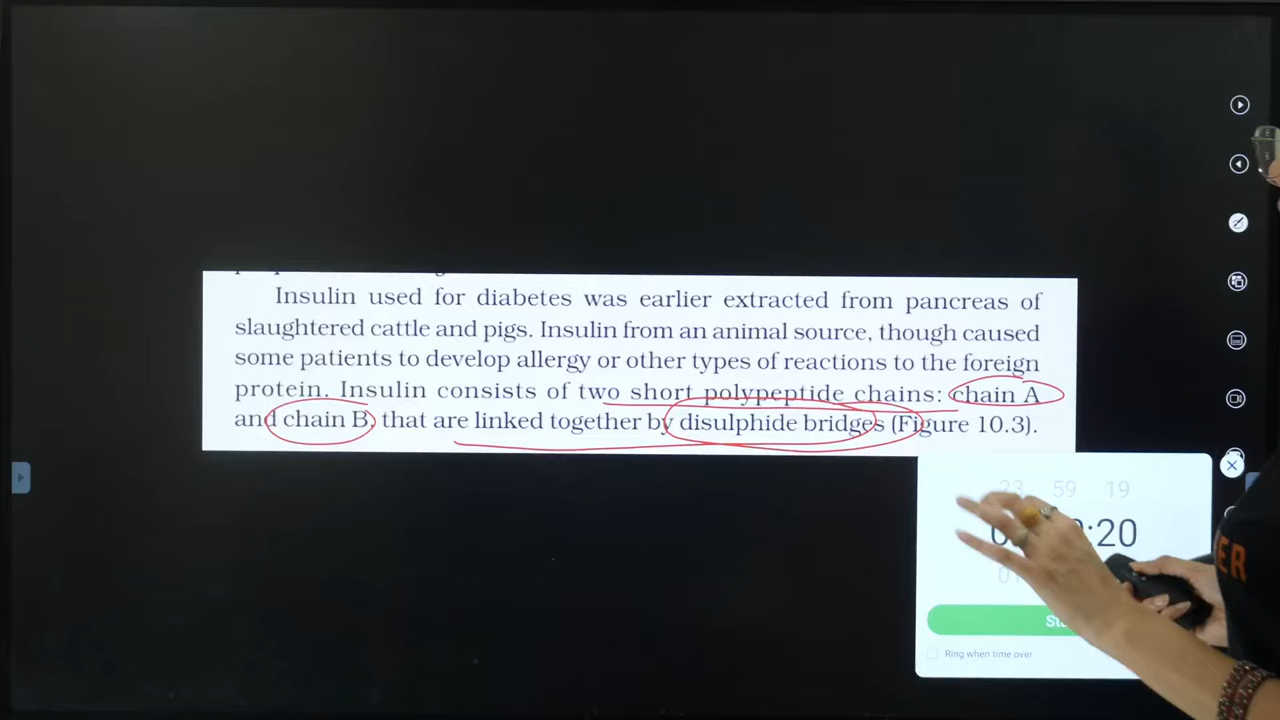 Insulin used for diabetes was earlier extracted from pancreas of
slaughtered cattle and pigs. Insulin from an animal source, though caused
some patients to develop allergy or other types of reactions to the foreign
protein. Insulin consists of two short polypeptide chains: chain A
and chain B, that are linked together by disulphide bridges (Figure 10.3).
23 59 19
:20
Ring when time over
ER